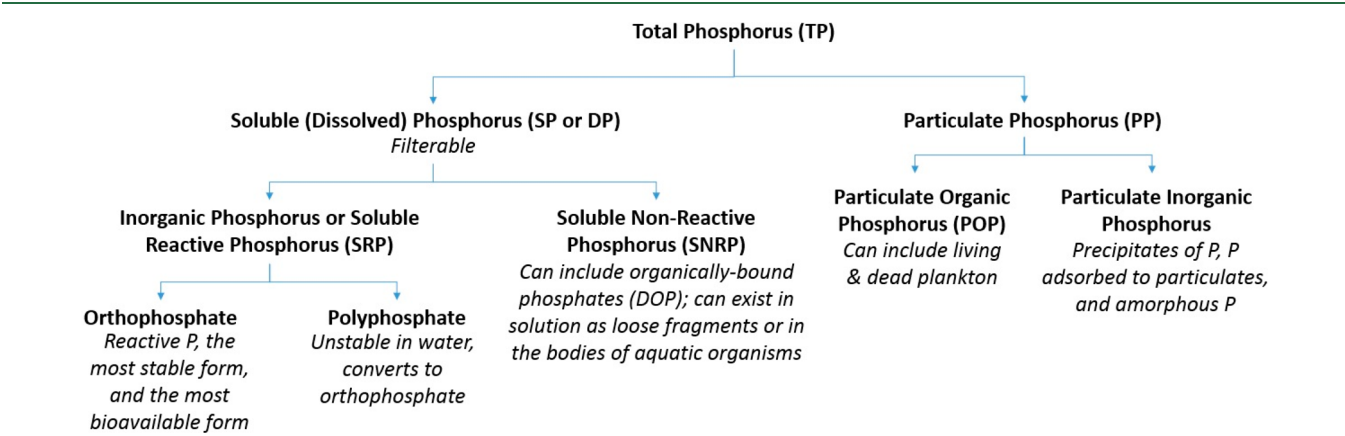 Total Phosphorus (TP)
Soluble (Dissolved) Phosphorus (SP or DP)
Filterable
Particulate Phosphorus (PP)
Inorganic Phosphorus or Soluble
Reactive Phosphorus (SRP)
Soluble Non-Reactive
Phosphorus (SNRP)
Can include organically-bound
phosphates (DOP); can exist in
solution as loose fragments or in
the bodies of aquatic organisms
Particulate Organic
Phosphorus (POP)
Can include living
& dead plankton
Particulate Inorganic
Phosphorus
Precipitates of P, P
adsorbed to particulates,
and amorphous P
Orthophosphate
Reactive P, the
most stable form,
and the most
bioavailable form
Polyphosphate
Unstable in water,
converts to
orthophosphate